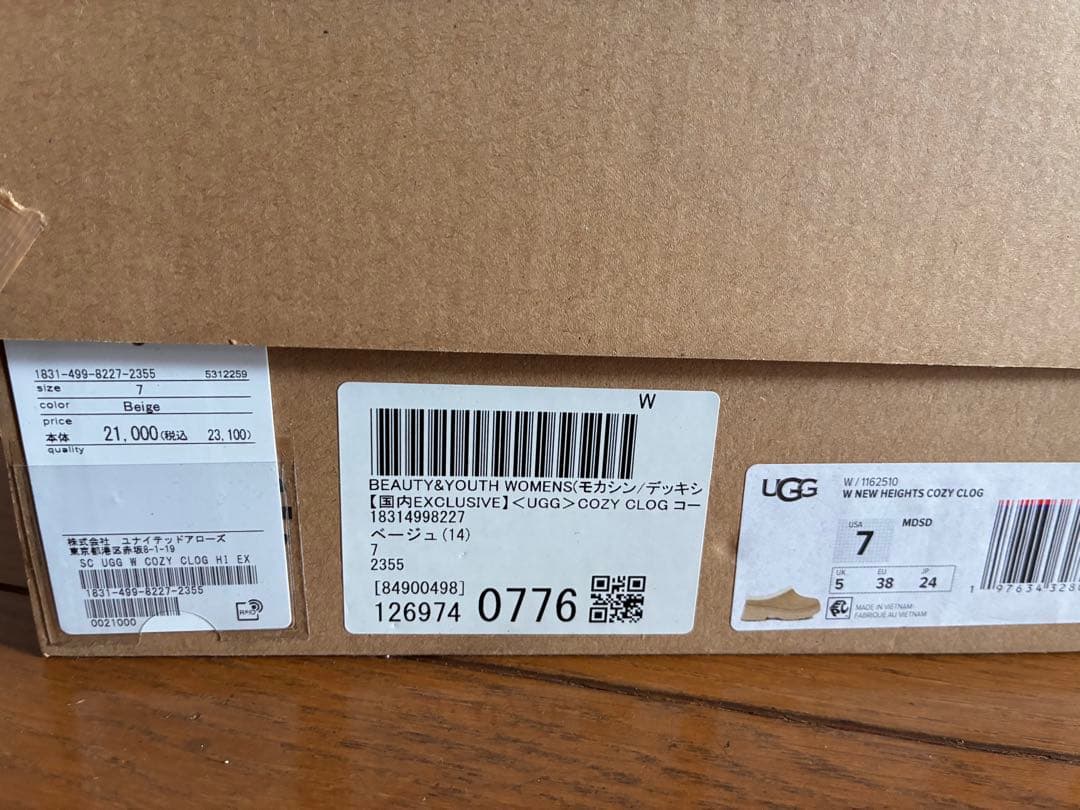 1831-499-8227-2355 5312259
size 7
color Beige
price
本体 21,000(税込 23,100)
quality
株式会社 ユナイテッドアローズ
東京都港区赤坂8-1-19
SC UGG W COZY CLOG HI EX
1831-499-8227-2355
0021000
RFID
W
BEAUTY&YOUTH WOMENS(モカシン/デッキシ
【国内EXCLUSIVE】<UGG>COZY CLOG コー
18314998227
ベージュ(14)
7
2355
[84900498]
126974 0776
UGG
W / 1162510
W NEW HEIGHTS COZY CLOG
USA
7
MDSD
UK EU JP
5 38 24
MADE IN VIETNAM
FABRIQUÉ AU VIETNAM
1 97634 328